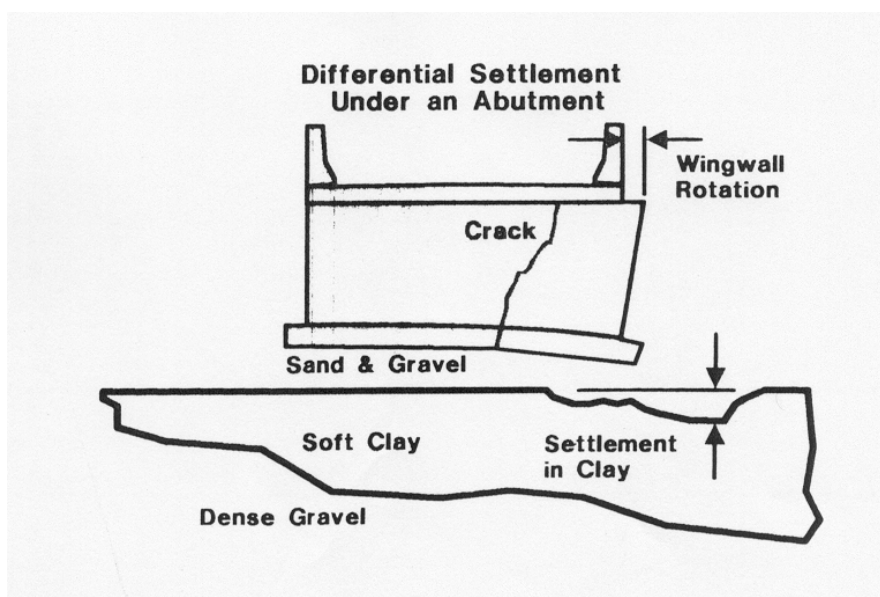 Differential Settlement
Under an Abutment
Wingwall
Rotation
Crack
Sand & Gravel
Soft Clay
Settlement
in Clay
Dense Gravel